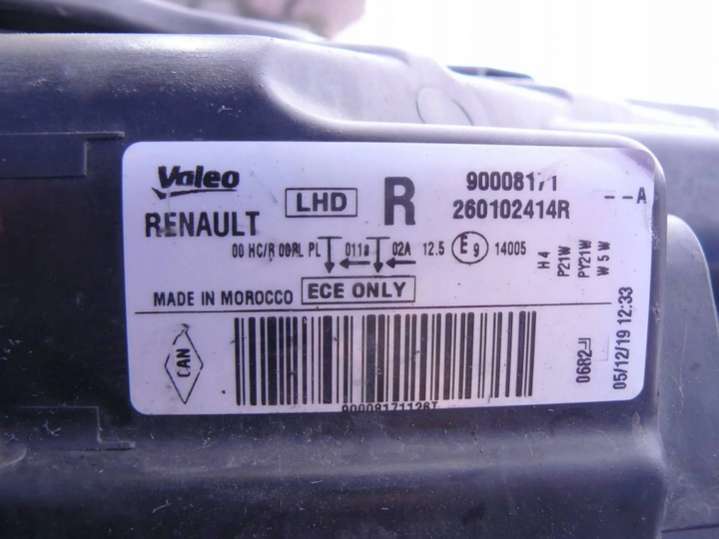 Valeo
RENAULT
LHD
R
90008171
260102414R
--A
00 HC/R 00RL PL 011a 02A 12.5 E9 14005
H4
P21W
PY21W
W5W
MADE IN MOROCCO
ECE ONLY
CAN
0682
05/12/19 12:33